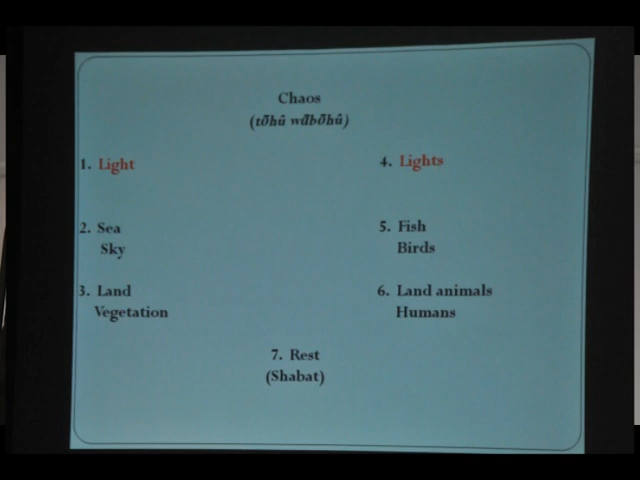 Chaos
(tōhû wābōhû)
1. Light
4. Lights
2. Sea
Sky
5. Fish
Birds
3. Land
Vegetation
6. Land animals
Humans
7. Rest
(Shabat)